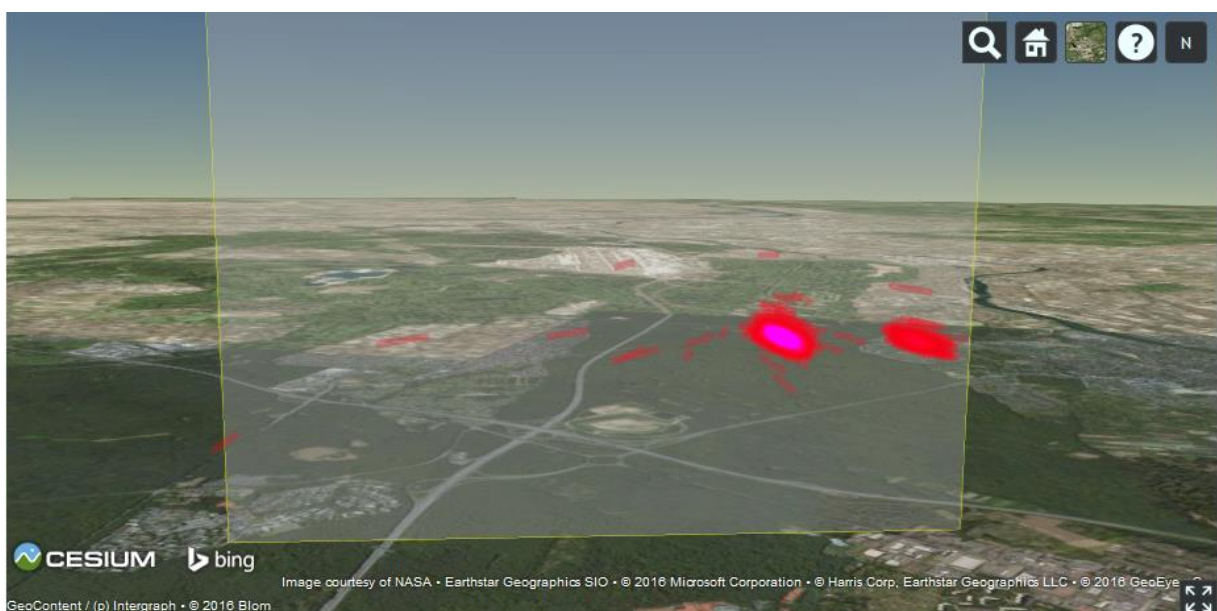 N
CESIUM bing
Image courtesy of NASA • Earthstar Geographics SIO • © 2016 Microsoft Corporation • © Harris Corp, Earthstar Geographics LLC • © 2016 GeoEye
GeoContent / (p) Intergraph • © 2016 Blom